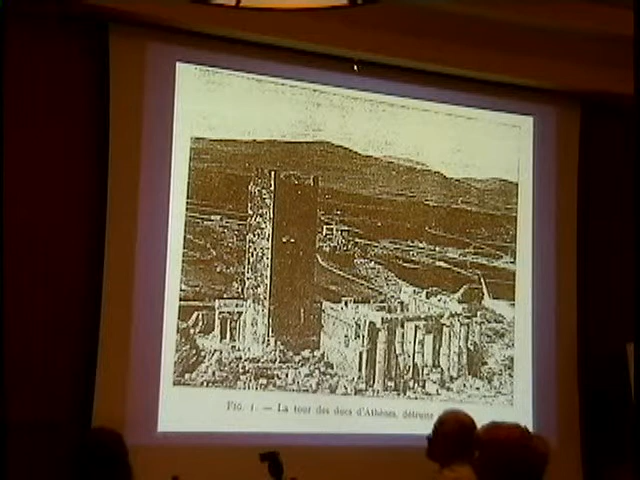 FIG. 1. — La tour des ducs d'Athènes, détruite